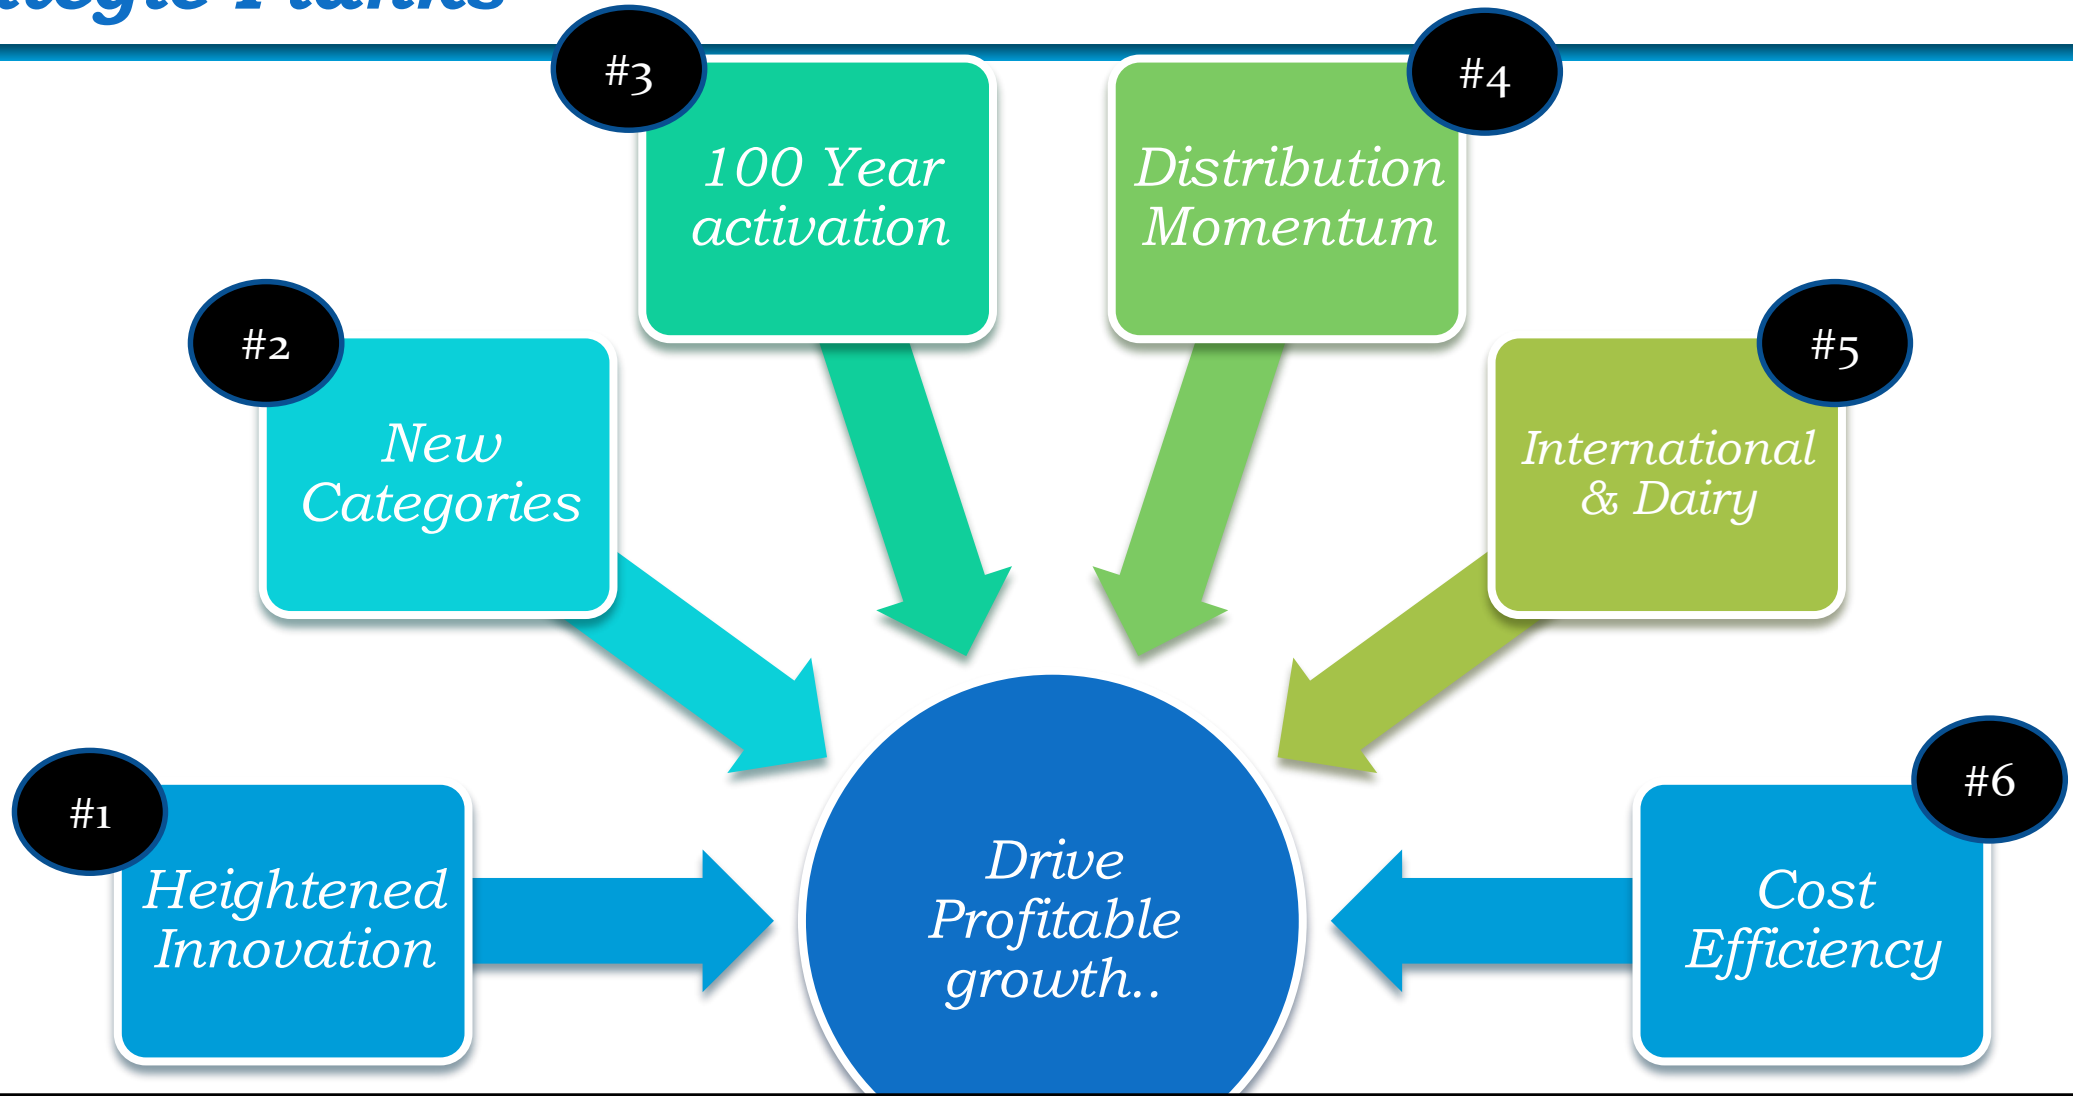 Planks
#3
100 Year
activation
#4
Distribution
Momentum
#2
New
Categories
#5
International
& Dairy
#1
Heightened
Innovation
Drive
Profitable
growth..
#6
Cost
Efficiency